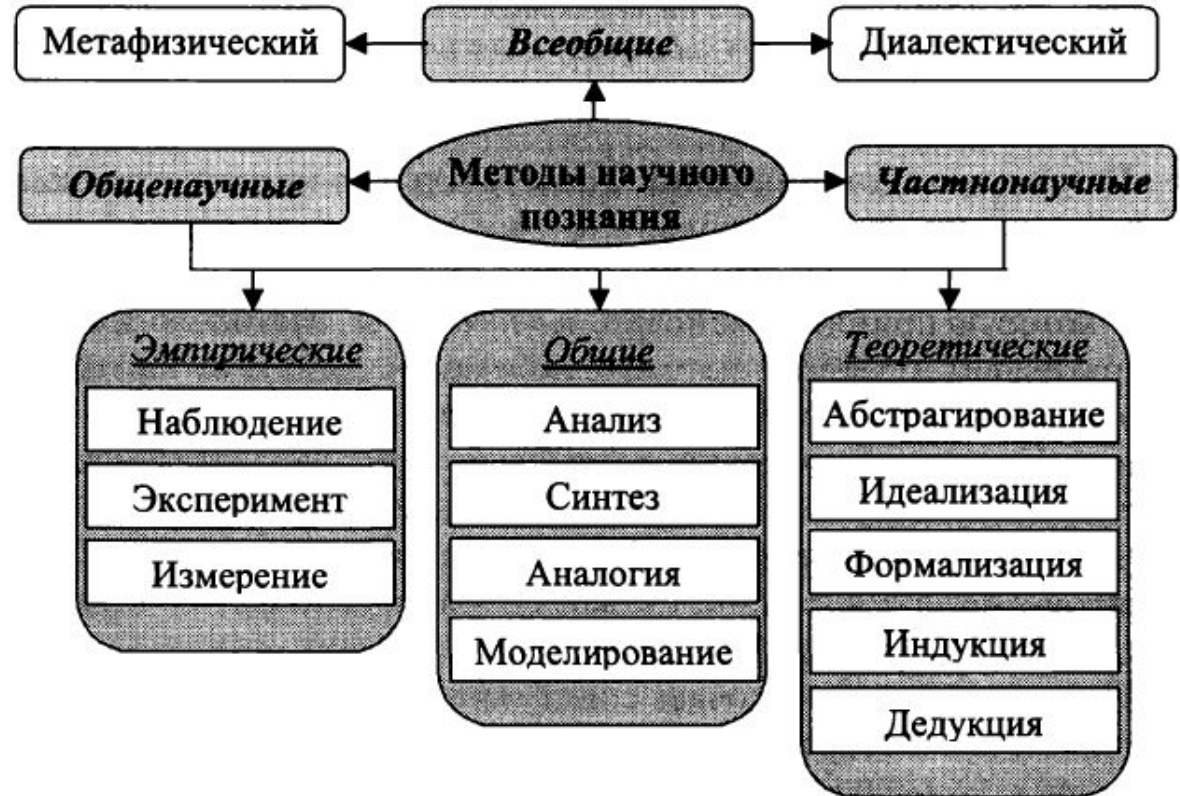 Метафизический
Всеобщие
Диалектический
Общенаучные
Методы научного
познания
Частнонаучные
Эмпирические
Наблюдение
Эксперимент
Измерение
Общие
Анализ
Синтез
Аналогия
Моделирование
Теоретические
Абстрагирование
Идеализация
Формализация
Индукция
Дедукция